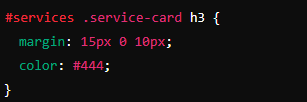 #services .service-card h3 {
  margin: 15px 0 10px;
  color: #444;
}